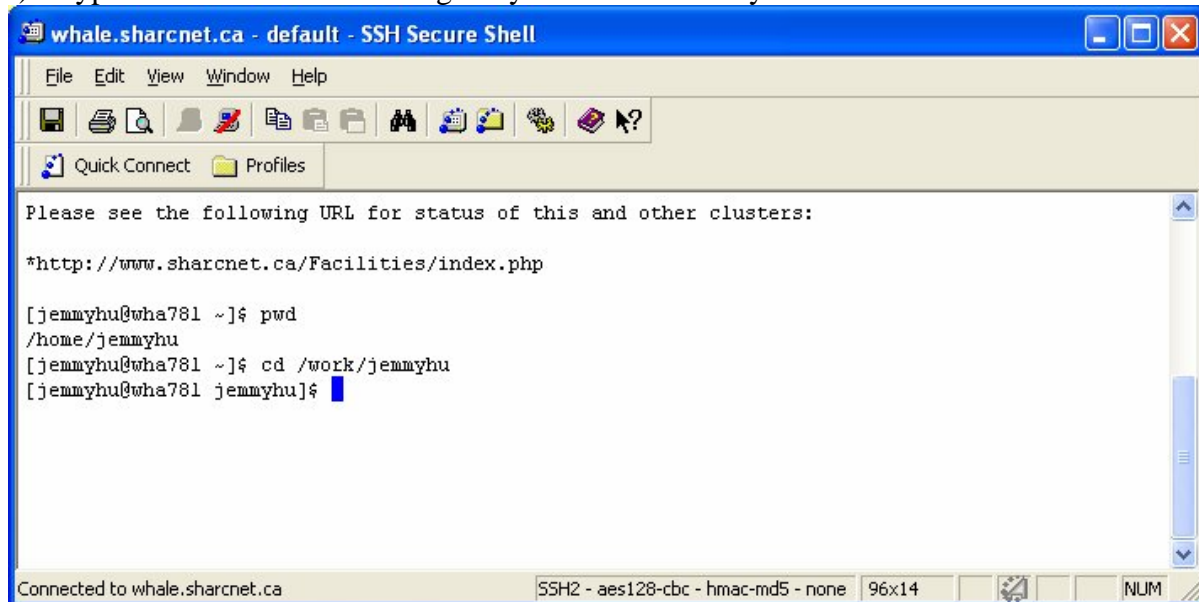 whale.sharcnet.ca - default - SSH Secure Shell
File Edit View Window Help
Quick Connect Profiles
Please see the following URL for status of this and other clusters:
*http://www.sharcnet.ca/Facilities/index.php
[jemmyhu@wha781 ~]$ pwd
/home/jemmyhu
[jemmyhu@wha781 ~]$ cd /work/jemmyhu
[jemmyhu@wha781 jemmyhu]$
Connected to whale.sharcnet.ca SSH2 - aes128-cbc - hmac-md5 - none 96x14 NUM